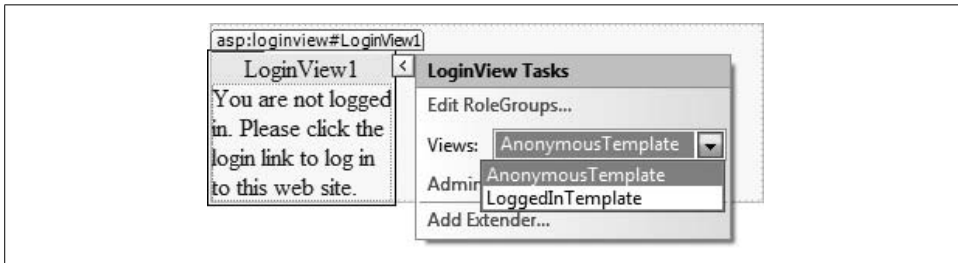 asp:loginview#LoginView1
LoginView1
You are not logged
in. Please click the
login link to log in
to this web site.
<
LoginView Tasks
Edit RoleGroups...
Views: AnonymousTemplate
AnonymousTemplate
LoggedInTemplate
Admin
Add Extender...